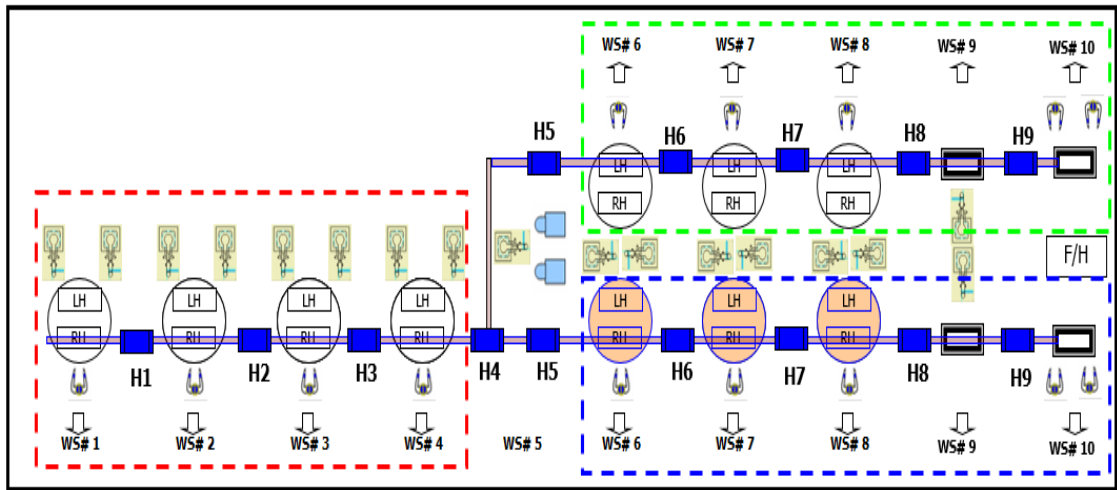 WS# 6 WS# 7 WS# 8 WS# 9 WS# 10
H5 H6 H7 H8 H9
LH LH LH
RH RH RH
F/H
LH LH LH LH LH LH LH
RH RH RH RH RH RH RH
H1 H2 H3 H4 H5 H6 H7 H8 H9
WS# 1 WS# 2 WS# 3 WS# 4 WS# 5 WS# 6 WS# 7 WS# 8 WS# 9 WS# 10